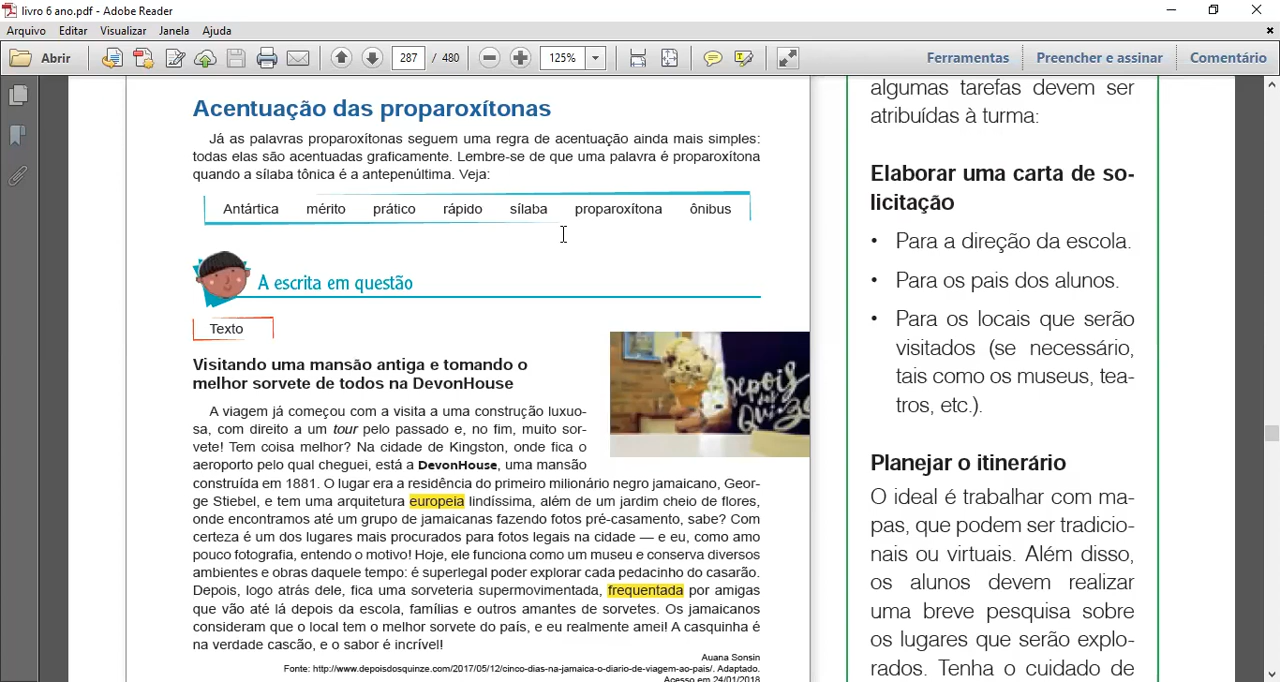 livro 6 ano.pdf - Adobe Reader
Arquivo Editar Visualizar Janela Ajuda
Abrir 287 / 480 125% Ferramentas Preencher e assinar Comentário
Acentuação das proparoxítonas
Já as palavras proparoxítonas seguem uma regra de acentuação ainda mais simples:
todas elas são acentuadas graficamente. Lembre-se de que uma palavra é proparoxítona
quando a sílaba tônica é a antepenúltima. Veja:
Antártica mérito prático rápido sílaba proparoxítona ônibus
A escrita em questão
Texto
Visitando uma mansão antiga e tomando o
melhor sorvete de todos na DevonHouse
A viagem já começou com a visita a uma construção luxuo-
sa, com direito a um tour pelo passado e, no fim, muito sor-
vete! Tem coisa melhor? Na cidade de Kingston, onde fica o
aeroporto pelo qual cheguei, está a DevonHouse, uma mansão
construída em 1881. O lugar era a residência do primeiro milionário negro jamaicano, Geor-
ge Stiebel, e tem uma arquitetura europeia lindíssima, além de um jardim cheio de flores,
onde encontramos até um grupo de jamaicanas fazendo fotos pré-casamento, sabe? Com
certeza é um dos lugares mais procurados para fotos legais na cidade — e eu, como amo
pouco fotografia, entendo o motivo! Hoje, ele funciona como um museu e conserva diversos
ambientes e obras daquele tempo: é superlegal poder explorar cada pedacinho do casarão.
Depois, logo atrás dele, fica uma sorveteria supermovimentada, frequentada por amigas
que vão até lá depois da escola, famílias e outros amantes de sorvetes. Os jamaicanos
consideram que o local tem o melhor sorvete do país, e eu realmente amei! A casquinha é
na verdade cascão, e o sabor é incrível!
Auana Sonsin
Fonte: http://www.depoisdosquinze.com/2017/05/12/cinco-dias-na-jamaica-o-diario-de-viagem-ao-pais/. Adaptado.
Acesso em 24/01/2018
Depois
dos
Quinze
algumas tarefas devem ser
atribuídas à turma:
Elaborar uma carta de so-
licitação
• Para a direção da escola.
• Para os pais dos alunos.
• Para os locais que serão
visitados (se necessário,
tais como os museus, tea-
tros, etc.).
Planejar o itinerário
O ideal é trabalhar com ma-
pas, que podem ser tradicio-
nais ou virtuais. Além disso,
os alunos devem realizar
uma breve pesquisa sobre
os lugares que serão explo-
rados. Tenha o cuidado de